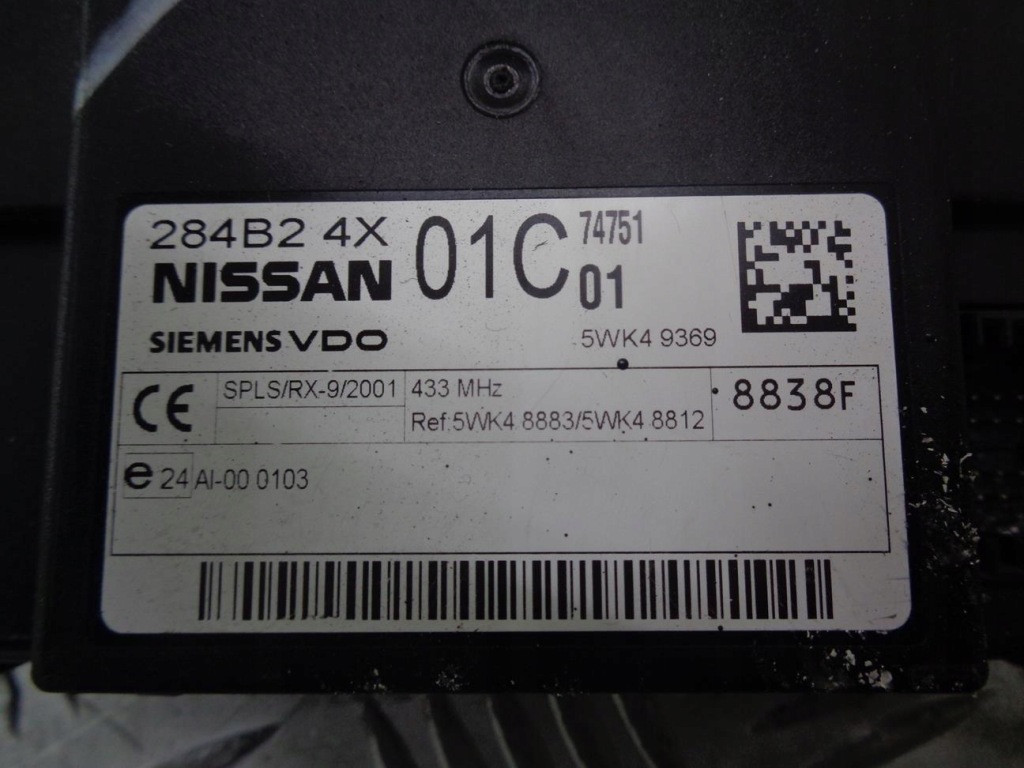 284B2 4X 01C 74751
NISSAN 01
SIEMENS VDO 5WK4 9369
CE SPLS/RX-9/2001 433 MHz 8838F
Ref:5WK4 8883/5WK4 8812
e 24 AI-00 0103